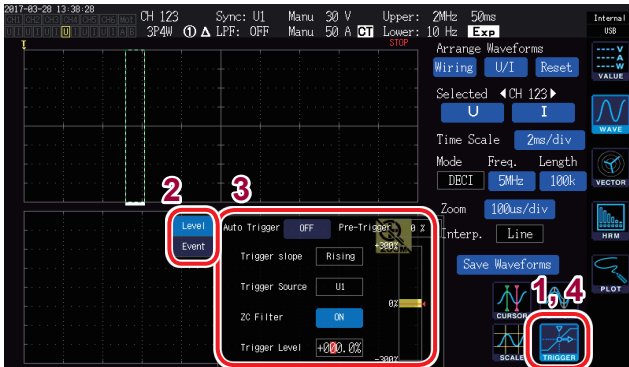 2017-03-28 13:38:28
CH1 CH2 CH3 CH4 CH5 CH6 Mot
U I U I U I U I U I U I A B
CH 123 Sync: U1 Manu 30 V Upper: 2MHz 50ms
3P4W ① Δ LPF: OFF Manu 50 A CT Lower: 10 Hz Exp
Internal
USB
STOP
Arrange Waveforms
Wiring U/I Reset
Selected ◀CH 123▶
U I
Time Scale 2ms/div
Mode Freq. Length
DECI 5MHz 100k
Zoom 100us/div
Interp. Line
Save Waveforms
CURSOR
SCALE TRIGGER
V
A
W
VALUE
WAVE
VECTOR
HRM
PLOT
1, 4
2
3
Level
Event
Auto Trigger OFF Pre-Trigger 0 %
+300%
Trigger slope Rising
Trigger Source U1
0%
ZC Filter ON
Trigger Level +000.0%
-300%